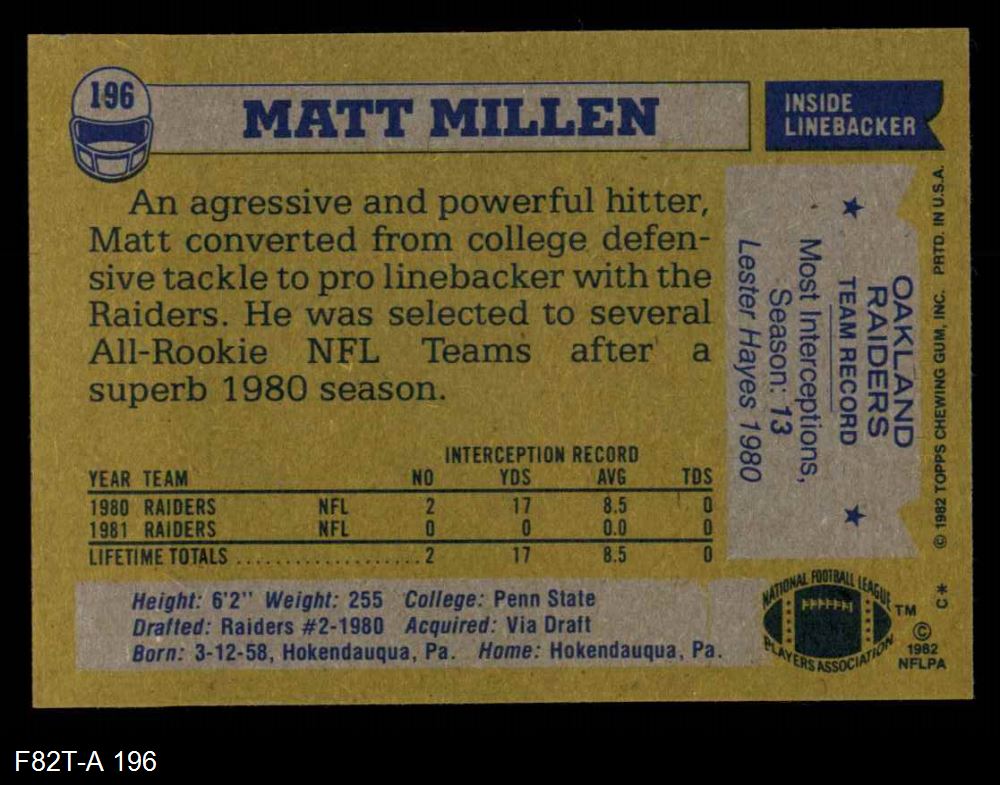 196
MATT MILLEN
INSIDE
LINEBACKER
An agressive and powerful hitter,
Matt converted from college defen-
sive tackle to pro linebacker with the
Raiders. He was selected to several
All-Rookie NFL Teams after a
superb 1980 season.
INTERCEPTION RECORD
YEAR TEAM NO YDS AVG TDS
1980 RAIDERS NFL 2 17 8.5 0
1981 RAIDERS NFL 0 0 0.0 0
LIFETIME TOTALS ................... 2 17 8.5 0
Height: 6'2" Weight: 255 College: Penn State
Drafted: Raiders #2-1980 Acquired: Via Draft
Born: 3-12-58, Hokendauqua, Pa. Home: Hokendauqua, Pa.
OAKLAND
RAIDERS
TEAM RECORD
Most Interceptions,
Season: 13
Lester Hayes 1980
© 1982 TOPPS CHEWING GUM, INC. PRTD. IN U.S.A.
C*
NATIONAL FOOTBALL LEAGUE
PLAYERS ASSOCIATION
TM
©
1982
NFLPA
F82T-A 196